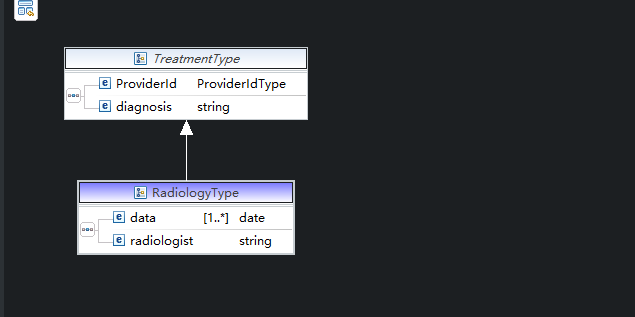 TreatmentType
e ProviderId ProviderIdType
e diagnosis string
RadiologyType
e data [1..*] date
e radiologist string